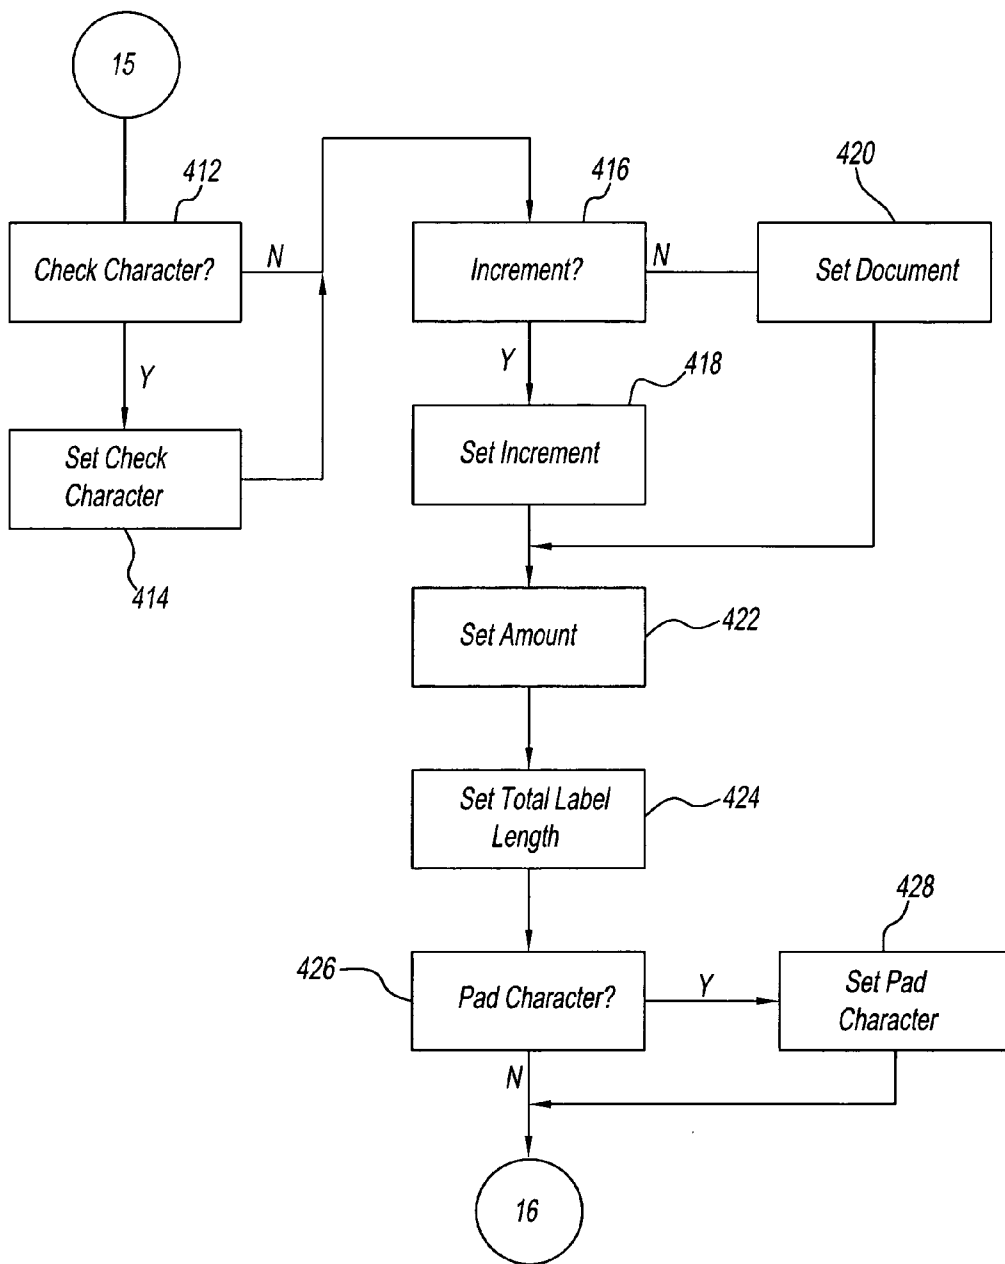 15
412
Check Character?
N
Y
Set Check
Character
414
416
Increment?
N
420
Set Document
Y
418
Set Increment
Set Amount
422
Set Total Label
Length
424
426
Pad Character?
Y
428
Set Pad
Character
N
16